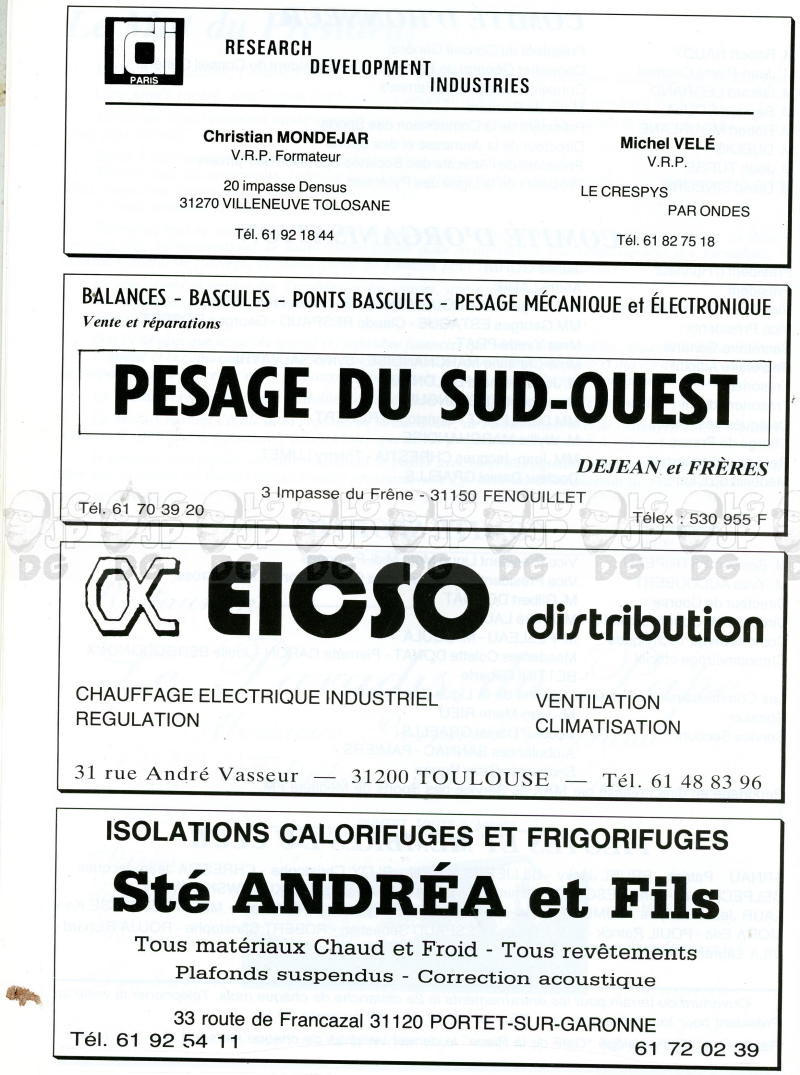 PARIS
RESEARCH
DEVELOPMENT
INDUSTRIES
Christian MONDEJAR
V.R.P. Formateur
20 impasse Densus
31270 VILLENEUVE TOLOSANE
Tél. 61 92 18 44
Michel VELÉ
V.R.P.
LE CRESPYS
PAR ONDES
Tél. 61 82 75 18
BALANCES - BASCULES - PONTS BASCULES - PESAGE MÉCANIQUE et ÉLECTRONIQUE
Vente et réparations
PESAGE DU SUD-OUEST
DEJEAN et FRÈRES
3 Impasse du Frêne - 31150 FENOUILLET
Tél. 61 70 39 20
Télex : 530 955 F
EICSO distribution
CHAUFFAGE ELECTRIQUE INDUSTRIEL
REGULATION
VENTILATION
CLIMATISATION
31 rue André Vasseur — 31200 TOULOUSE — Tél. 61 48 83 96
ISOLATIONS CALORIFUGES ET FRIGORIFUGES
Sté ANDRÉA et Fils
Tous matériaux Chaud et Froid - Tous revêtements
Plafonds suspendus - Correction acoustique
33 route de Francazal 31120 PORTET-SUR-GARONNE
Tél. 61 92 54 11
61 72 02 39